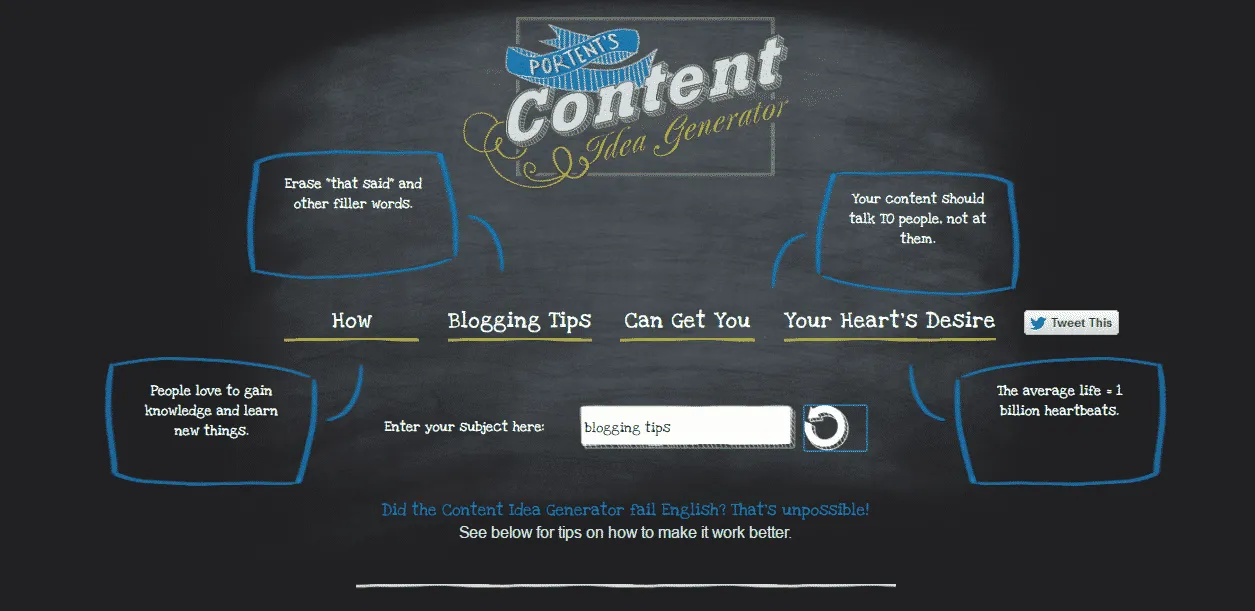 PORTENT'S
Content
Idea Generator
Erase "that said" and
other filler words.
Your content should
talk TO people, not at
them.
How
Blogging Tips
Can Get You
Your Heart's Desire
Tweet This
People love to gain
knowledge and learn
new things.
The average life = 1
billion heartbeats.
Enter your subject here:
blogging tips
Did the Content Idea Generator fail English? That's unpossible!
See below for tips on how to make it work better.